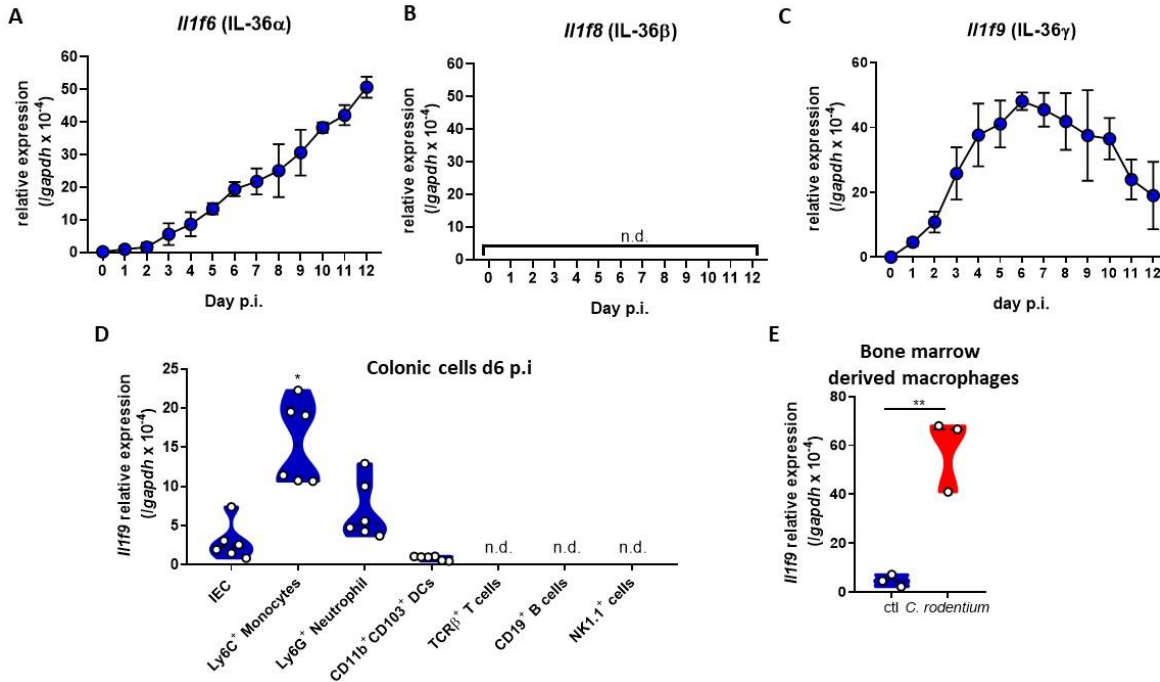 A
Il1f6 (IL-36α)
relative expression
(/gapdh x 10-4)
60
50
40
30
20
10
0
0 1 2 3 4 5 6 7 8 9 10 11 12
Day p.i.
B
Il1f8 (IL-36β)
relative expression
(/gapdh x 10-4)
60
50
40
30
20
10
0
n.d.
0 1 2 3 4 5 6 7 8 9 10 11 12
Day p.i.
C
Il1f9 (IL-36γ)
relative expression
(/gapdh x 10-4)
60
40
20
0
0 1 2 3 4 5 6 7 8 9 10 11 12
day p.i.
D
Colonic cells d6 p.i
Il1f9 relative expression
(/gapdh x 10-4)
25
20
15
10
5
0
*
n.d.
n.d.
n.d.
IEC
Ly6C+ Monocytes
Ly6G+ Neutrophil
CD11b+CD103+ DCs
TCRβ+ T cells
CD19+ B cells
NK1.1+ cells
E
Bone marrow
derived macrophages
Il1f9 relative expression
(/gapdh x 10-4)
80
60
40
20
0
**
ctl C. rodentium